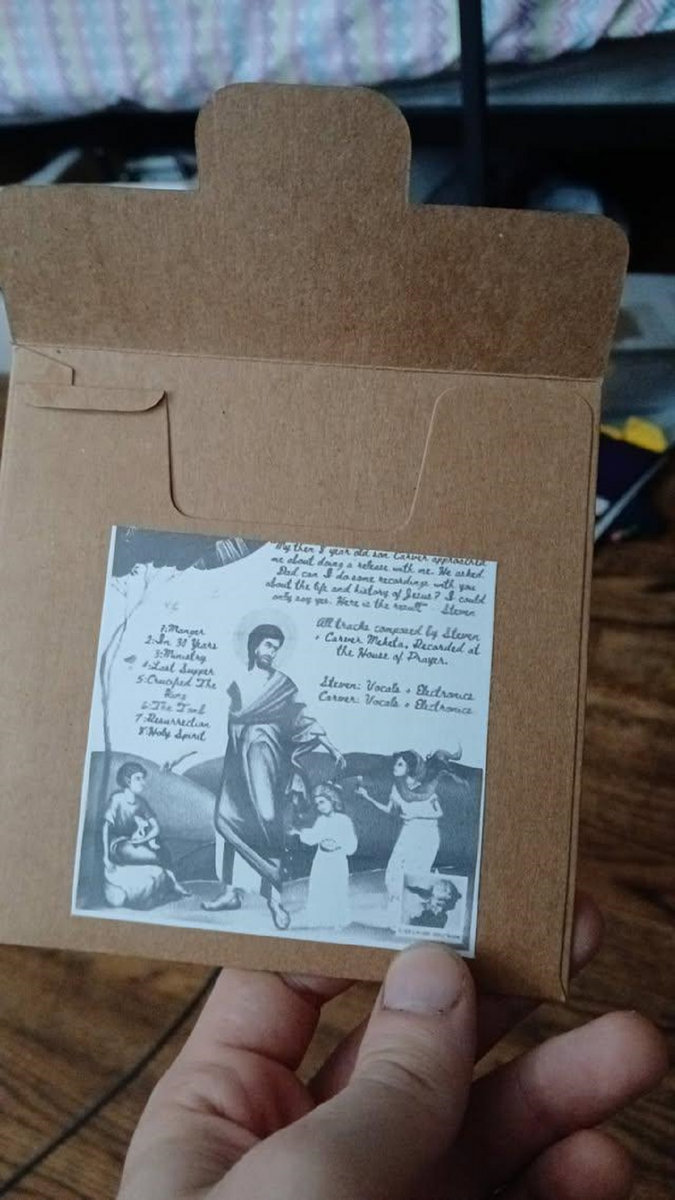 "My then 8 year old son Carver approached
me about doing a release with me. He asked
Dad can I do some recordings with you
about the life and history of Jesus? I could
only say yes. Here is the result" Steven
All tracks composed by Steven
+ Carver Makela, Recorded at
the House of Prayer.
Steven: Vocals + Electronics
Carver: Vocals + Electronics
1:Manger
2:In 30 Years
3:Ministry
4:Last Supper
5:Crucified The
King
6:The Tomb
7:Resurrection
8:Holy Spirit